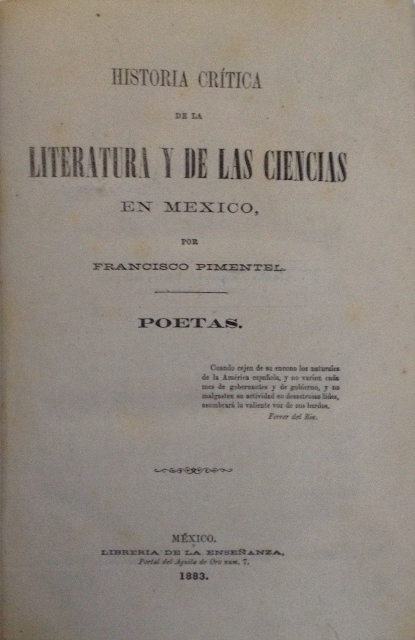 HISTORIA CRÍTICA
DE LA
LITERATURA Y DE LAS CIENCIAS
EN MEXICO,
POR
FRANCISCO PIMENTEL.
POETAS.
Cuando cejen de su encono los naturales
de la América española, y no varien cada
mes de gobernantes y de gobierno, y no
malgasten su actividad en desastrosas lides,
asombrará la valiente voz de sus bardos.
Ferrer del Rio.
MÉXICO.
LIBRERIA DE LA ENSEÑANZA,
Portal del Aguila de Oro num. 7.
1883.